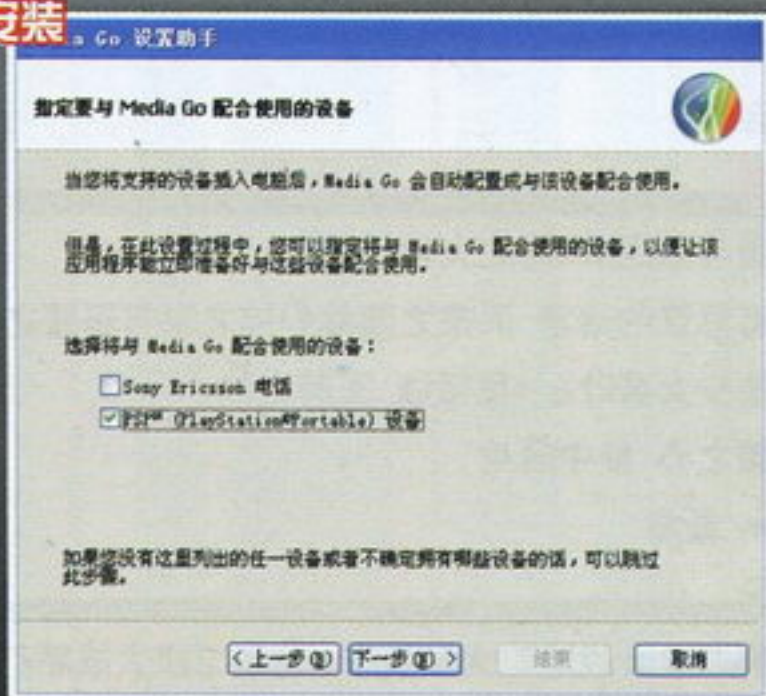 安装
a Go 设置助手
指定要与 Media Go 配合使用的设备
当您将支持的设备插入电脑后，Media Go 会自动配置成与该设备配合使用。
但是，在此设置过程中，您可以指定将与 Media Go 配合使用的设备，以便让该
应用程序能立即准备好与这些设备配合使用。
选择将与 Media Go 配合使用的设备：
Sony Ericsson 电话
PSP™ (PlayStation®Portable) 设备
如果您没有这里列出的任一设备或者不确定拥有哪些设备的话，可以跳过
此步骤。
<上一步(B) 下一步(N)> 结束 取消